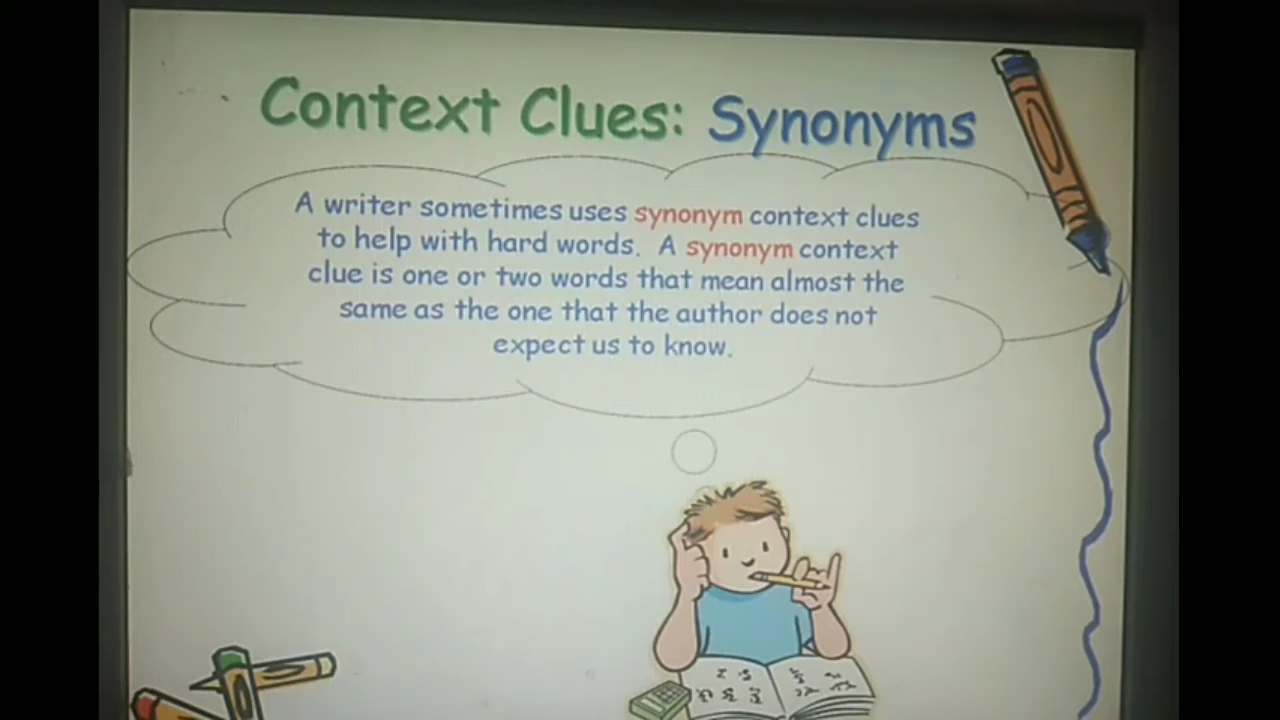 Context Clues: Synonyms
A writer sometimes uses synonym context clues
to help with hard words. A synonym context
clue is one or two words that mean almost the
same as the one that the author does not
expect us to know.